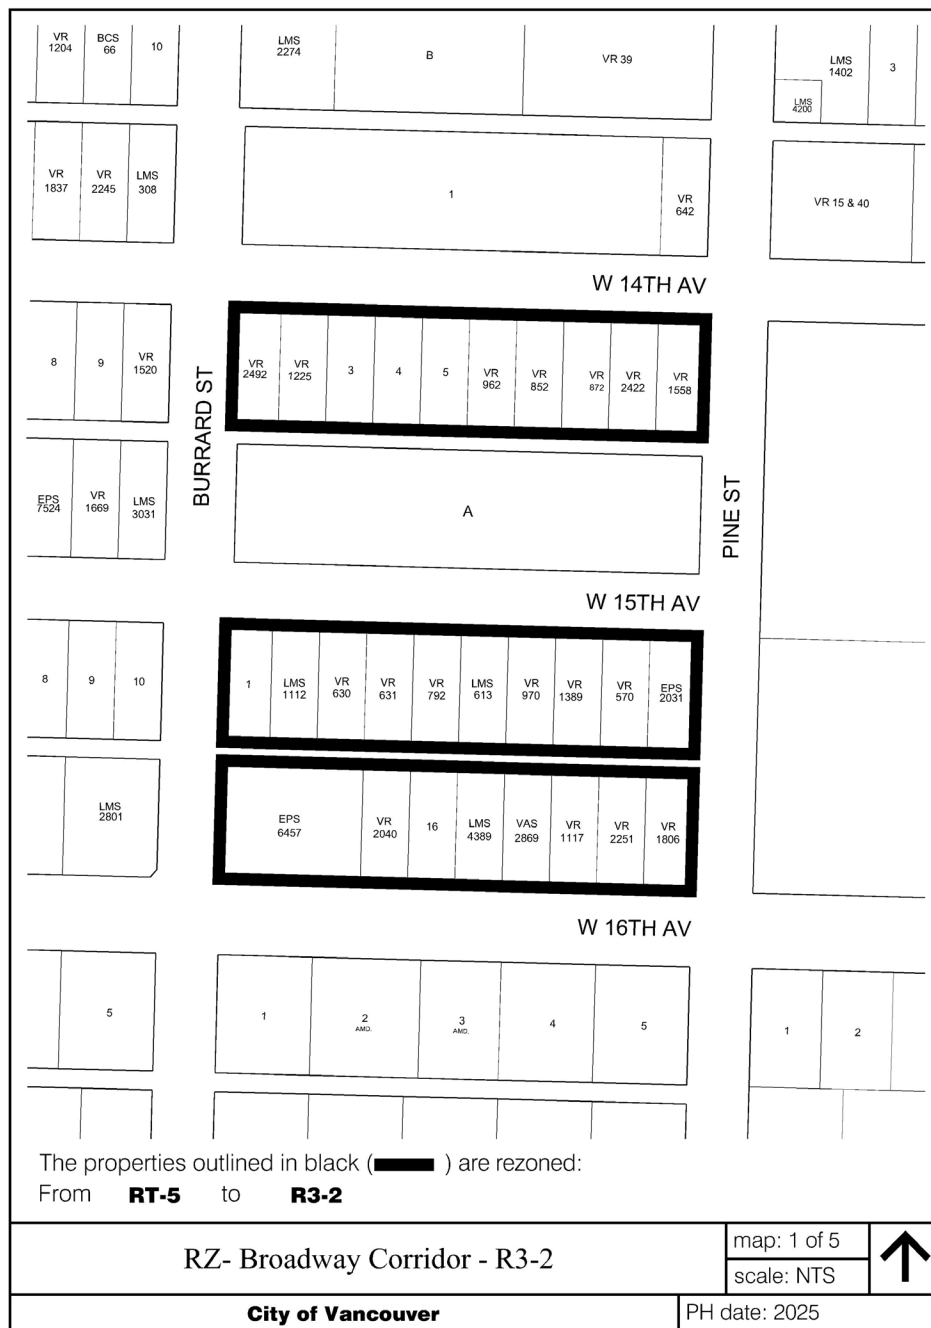 VR
1204
BCS
66
10
LMS
2274
B
VR 39
LMS
1402
3
LMS
4200
VR
1837
VR
2245
LMS
308
1
VR
642
VR 15 & 40
W 14TH AV
8
9
VR
1520
BURRARD ST
VR
2492
VR
1225
3
4
5
VR
962
VR
852
VR
872
VR
2422
VR
1558
EPS
7524
VR
1669
LMS
3031
A
PINE ST
W 15TH AV
8
9
10
1
LMS
1112
VR
630
VR
631
VR
792
LMS
613
VR
970
VR
1389
VR
570
EPS
2031
LMS
2801
EPS
6457
VR
2040
16
LMS
4389
VAS
2869
VR
1117
VR
2251
VR
1806
W 16TH AV
5
1
2
AMD.
3
AMD.
4
5
1
2
The properties outlined in black ( ) are rezoned:
From RT-5 to R3-2
RZ- Broadway Corridor - R3-2
map: 1 of 5
scale: NTS
City of Vancouver
PH date: 2025